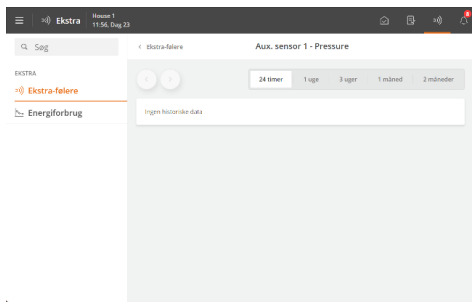 Ekstra
House 1
11:56, Dag 23
8
Søg
Ekstra-følere
Aux. sensor 1 - Pressure
EKSTRA
Ekstra-følere
Energiforbrug
24 timer
1 uge
3 uger
1 måned
2 måneder
Ingen historiske data